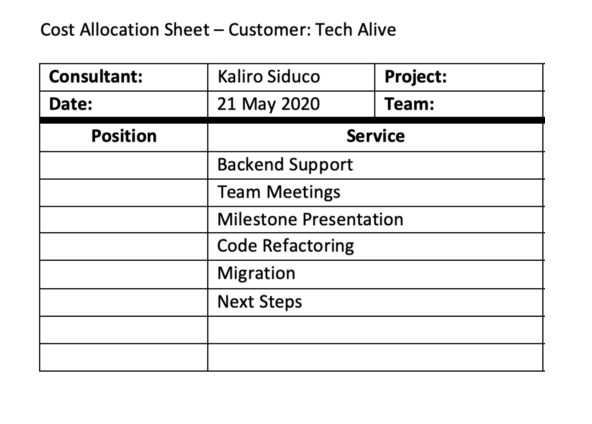 Cost Allocation Sheet – Customer: Tech Alive
Consultant: Kaliro Siduco Project:
Date: 21 May 2020 Team:
Position Service
Backend Support
Team Meetings
Milestone Presentation
Code Refactoring
Migration
Next Steps